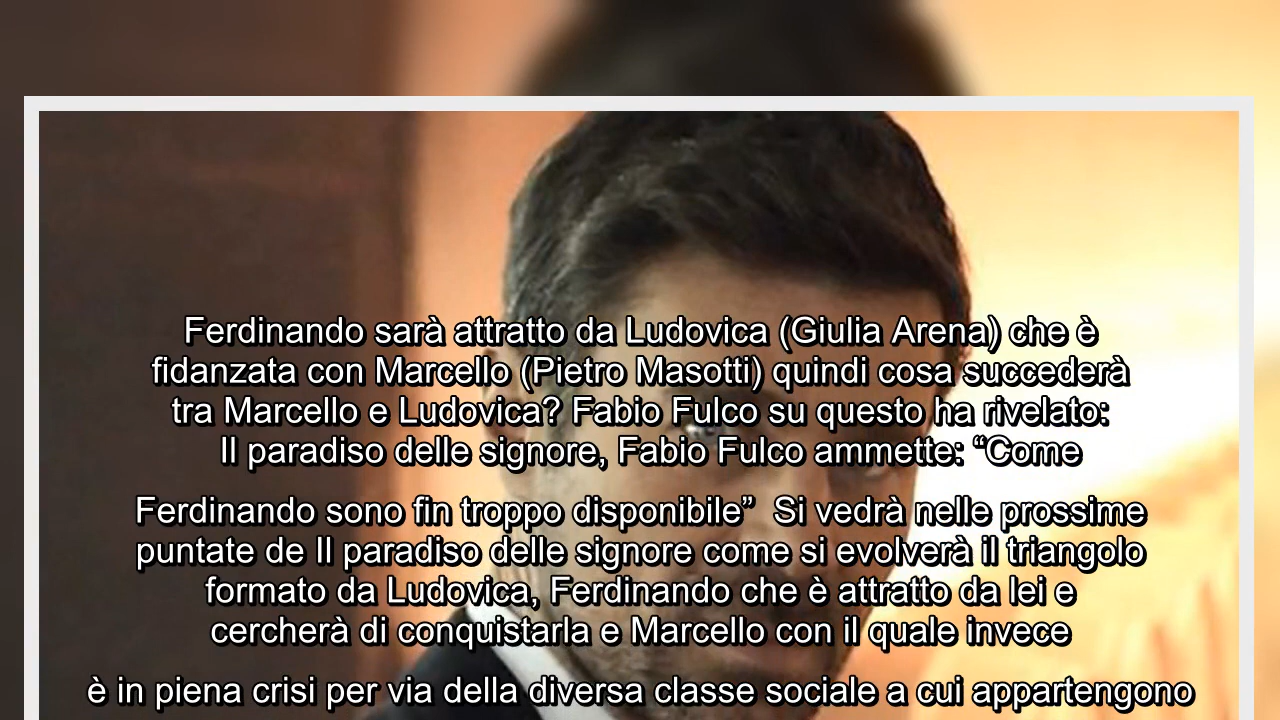 Ferdinando sarà attratto da Ludovica (Giulia Arena) che è
fidanzata con Marcello (Pietro Masotti) quindi cosa succederà
tra Marcello e Ludovica? Fabio Fulco su questo ha rivelato:
Il paradiso delle signore, Fabio Fulco ammette: “Come
Ferdinando sono fin troppo disponibile”  Si vedrà nelle prossime
puntate de Il paradiso delle signore come si evolverà il triangolo
formato da Ludovica, Ferdinando che è attratto da lei e
cercherà di conquistarla e Marcello con il quale invece
è in piena crisi per via della diversa classe sociale a cui appartengono